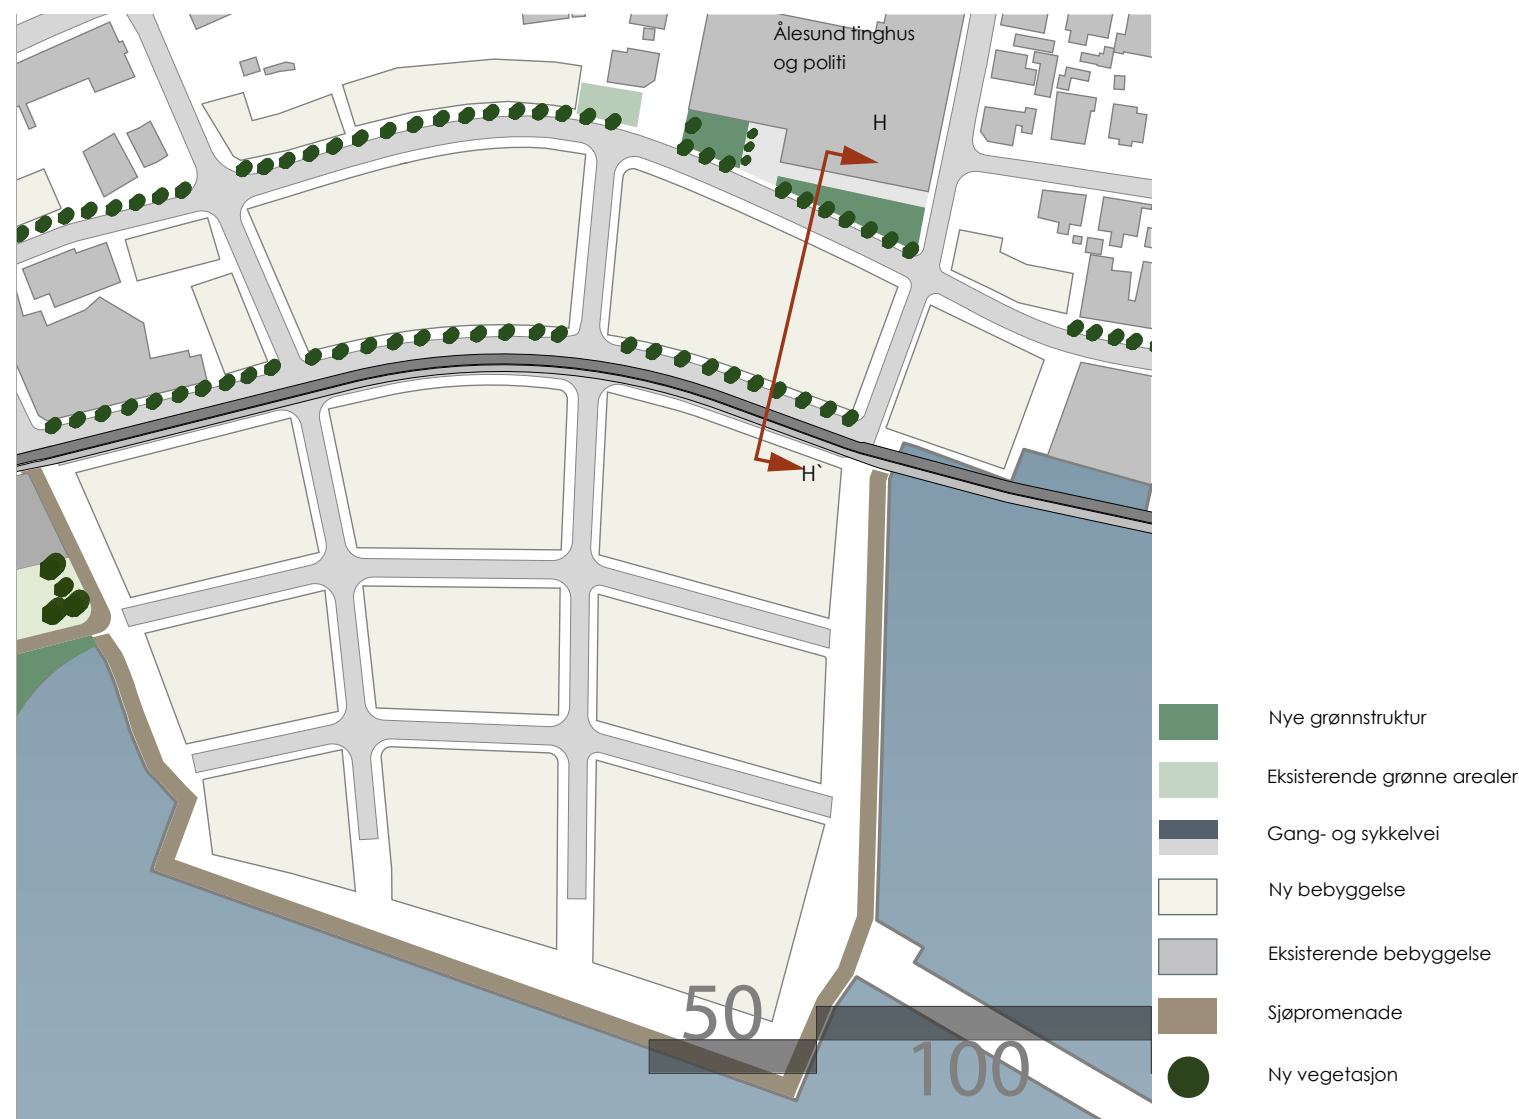 Ålesund tinghus
og politi
H
H`
Nye grønnstruktur
Eksisterende grønne arealer
Gang- og sykkelvei
Ny bebyggelse
Eksisterende bebyggelse
Sjøpromenade
Ny vegetasjon
50
100